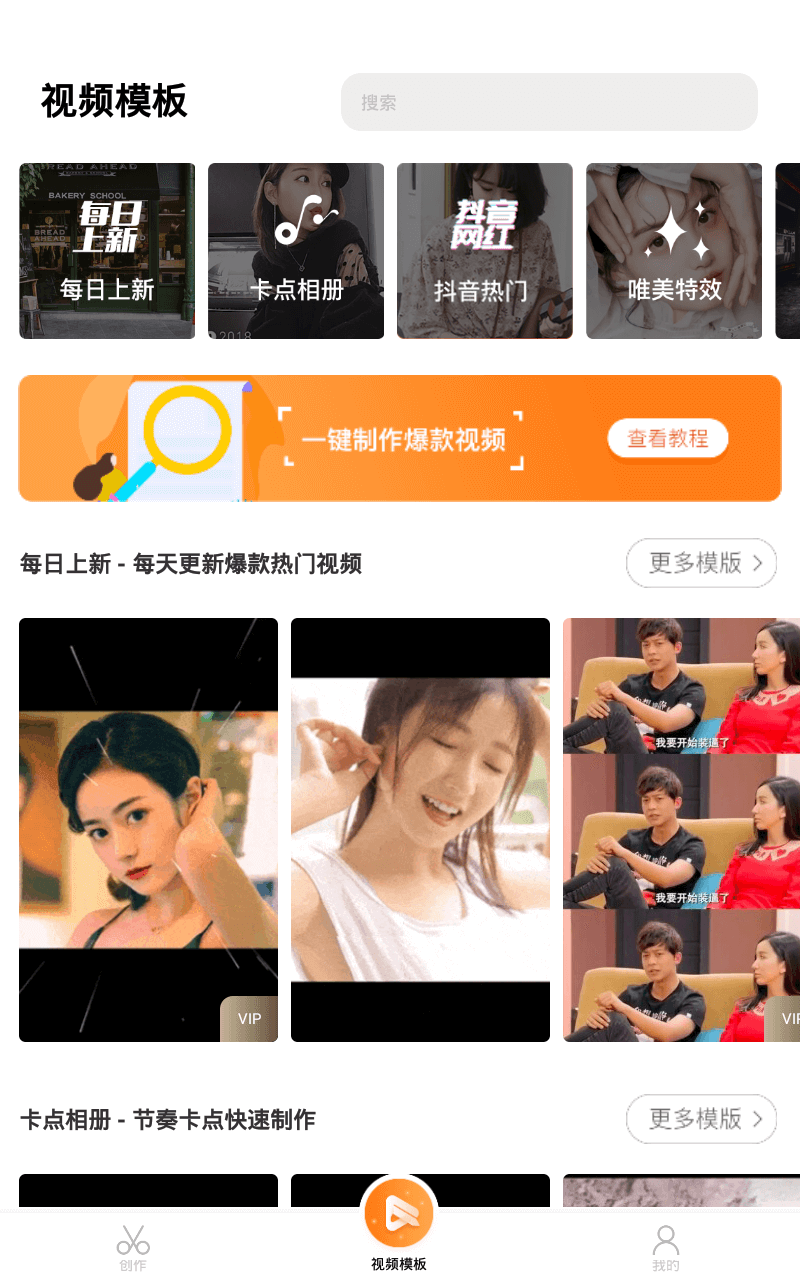 视频模板
搜索
BREAD AHEAD
BAKERY SCHOOL
BREAD
AHEAD
每日
上新
每日上新
卡点相册
2018
抖音
网红
抖音热门
唯美特效
一键制作爆款视频
查看教程
每日上新 - 每天更新爆款热门视频
更多模版
VIP
我要开始装逼了
我要开始装逼了
VIP
卡点相册 - 节奏卡点快速制作
更多模版
创作
视频模板
我的